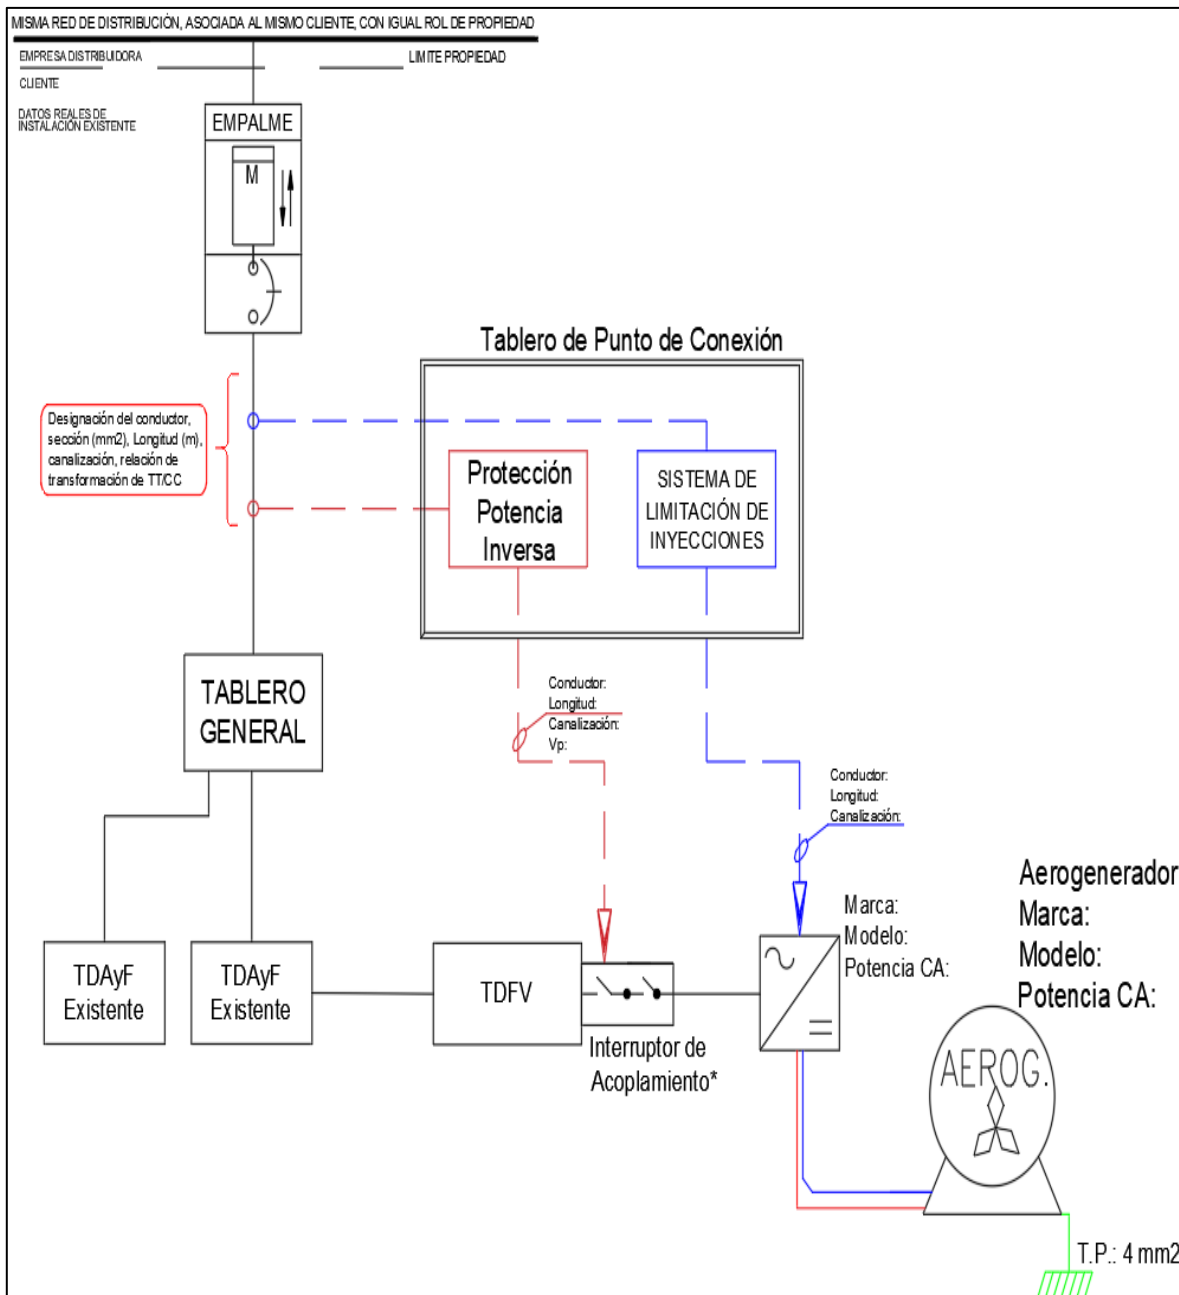 MISMA RED DE DISTRIBUCIÓN, ASOCIADA AL MISMO CLIENTE, CON IGUAL ROL DE PROPIEDAD
EMPRESA DISTRIBUIDORA
LIMITE PROPIEDAD
CLIENTE
DATOS REALES DE
INSTALACIÓN EXISTENTE
EMPALME
M
Tablero de Punto de Conexión
Designación del conductor,
sección (mm2), Longitud (m),
canalización, relación de
transformación de TT/CC
Protección
Potencia
Inversa
SISTEMA DE
LIMITACIÓN DE
INYECCIONES
TABLERO
GENERAL
Conductor:
Longitud:
Canalización:
Vp:
Conductor:
Longitud:
Canalización:
Marca:
Modelo:
Potencia CA:
Aerogenerador
Marca:
Modelo:
Potencia CA:
TDAyF
Existente
TDAyF
Existente
TDFV
Interruptor de
Acoplamiento*
AEROG.
T.P.: 4 mm2